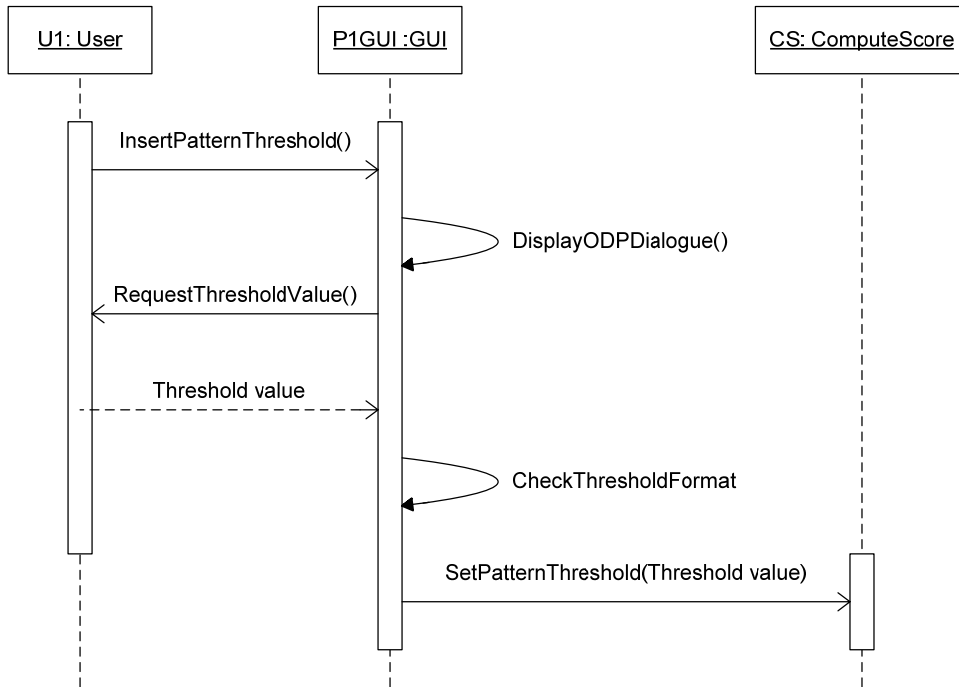 U1: User
P1GUI :GUI
CS: ComputeScore
InsertPatternThreshold()
DisplayODPDialogue()
RequestThresholdValue()
Threshold value
CheckThresholdFormat
SetPatternThreshold(Threshold value)